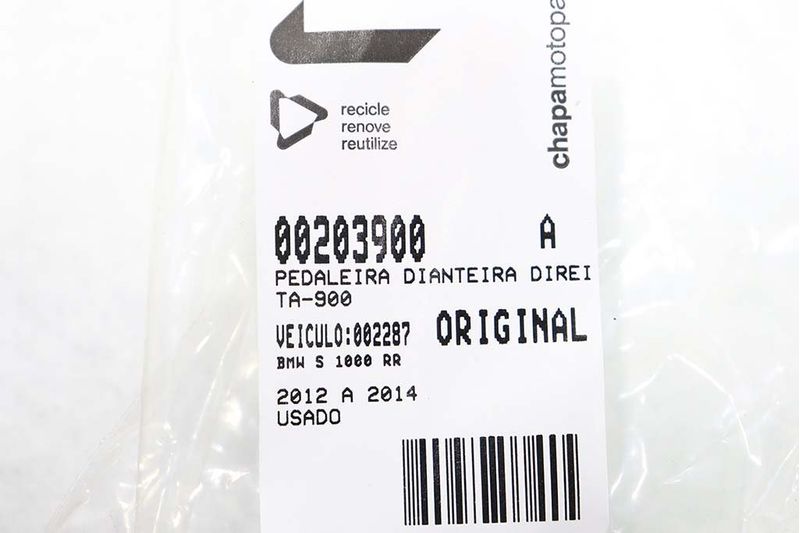 recicle
renove
reutilize
chapamotopa
00203900 A
PEDALEIRA DIANTEIRA DIREI
TA-900
VEICULO:002287 ORIGINAL
BMW S 1000 RR
2012 A 2014
USADO